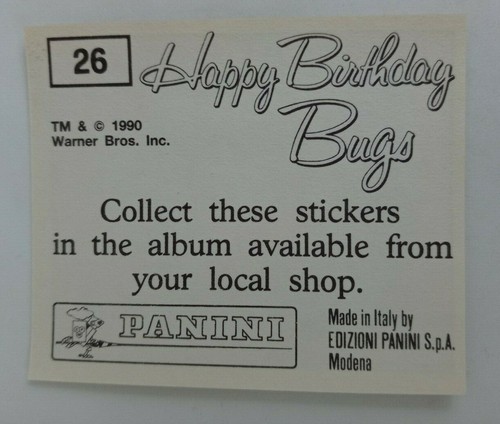 26
Happy Birthday
Bugs
TM & © 1990
Warner Bros. Inc.
Collect these stickers
in the album available from
your local shop.
PANINI
Made in Italy by
EDIZIONI PANINI S.p.A.
Modena